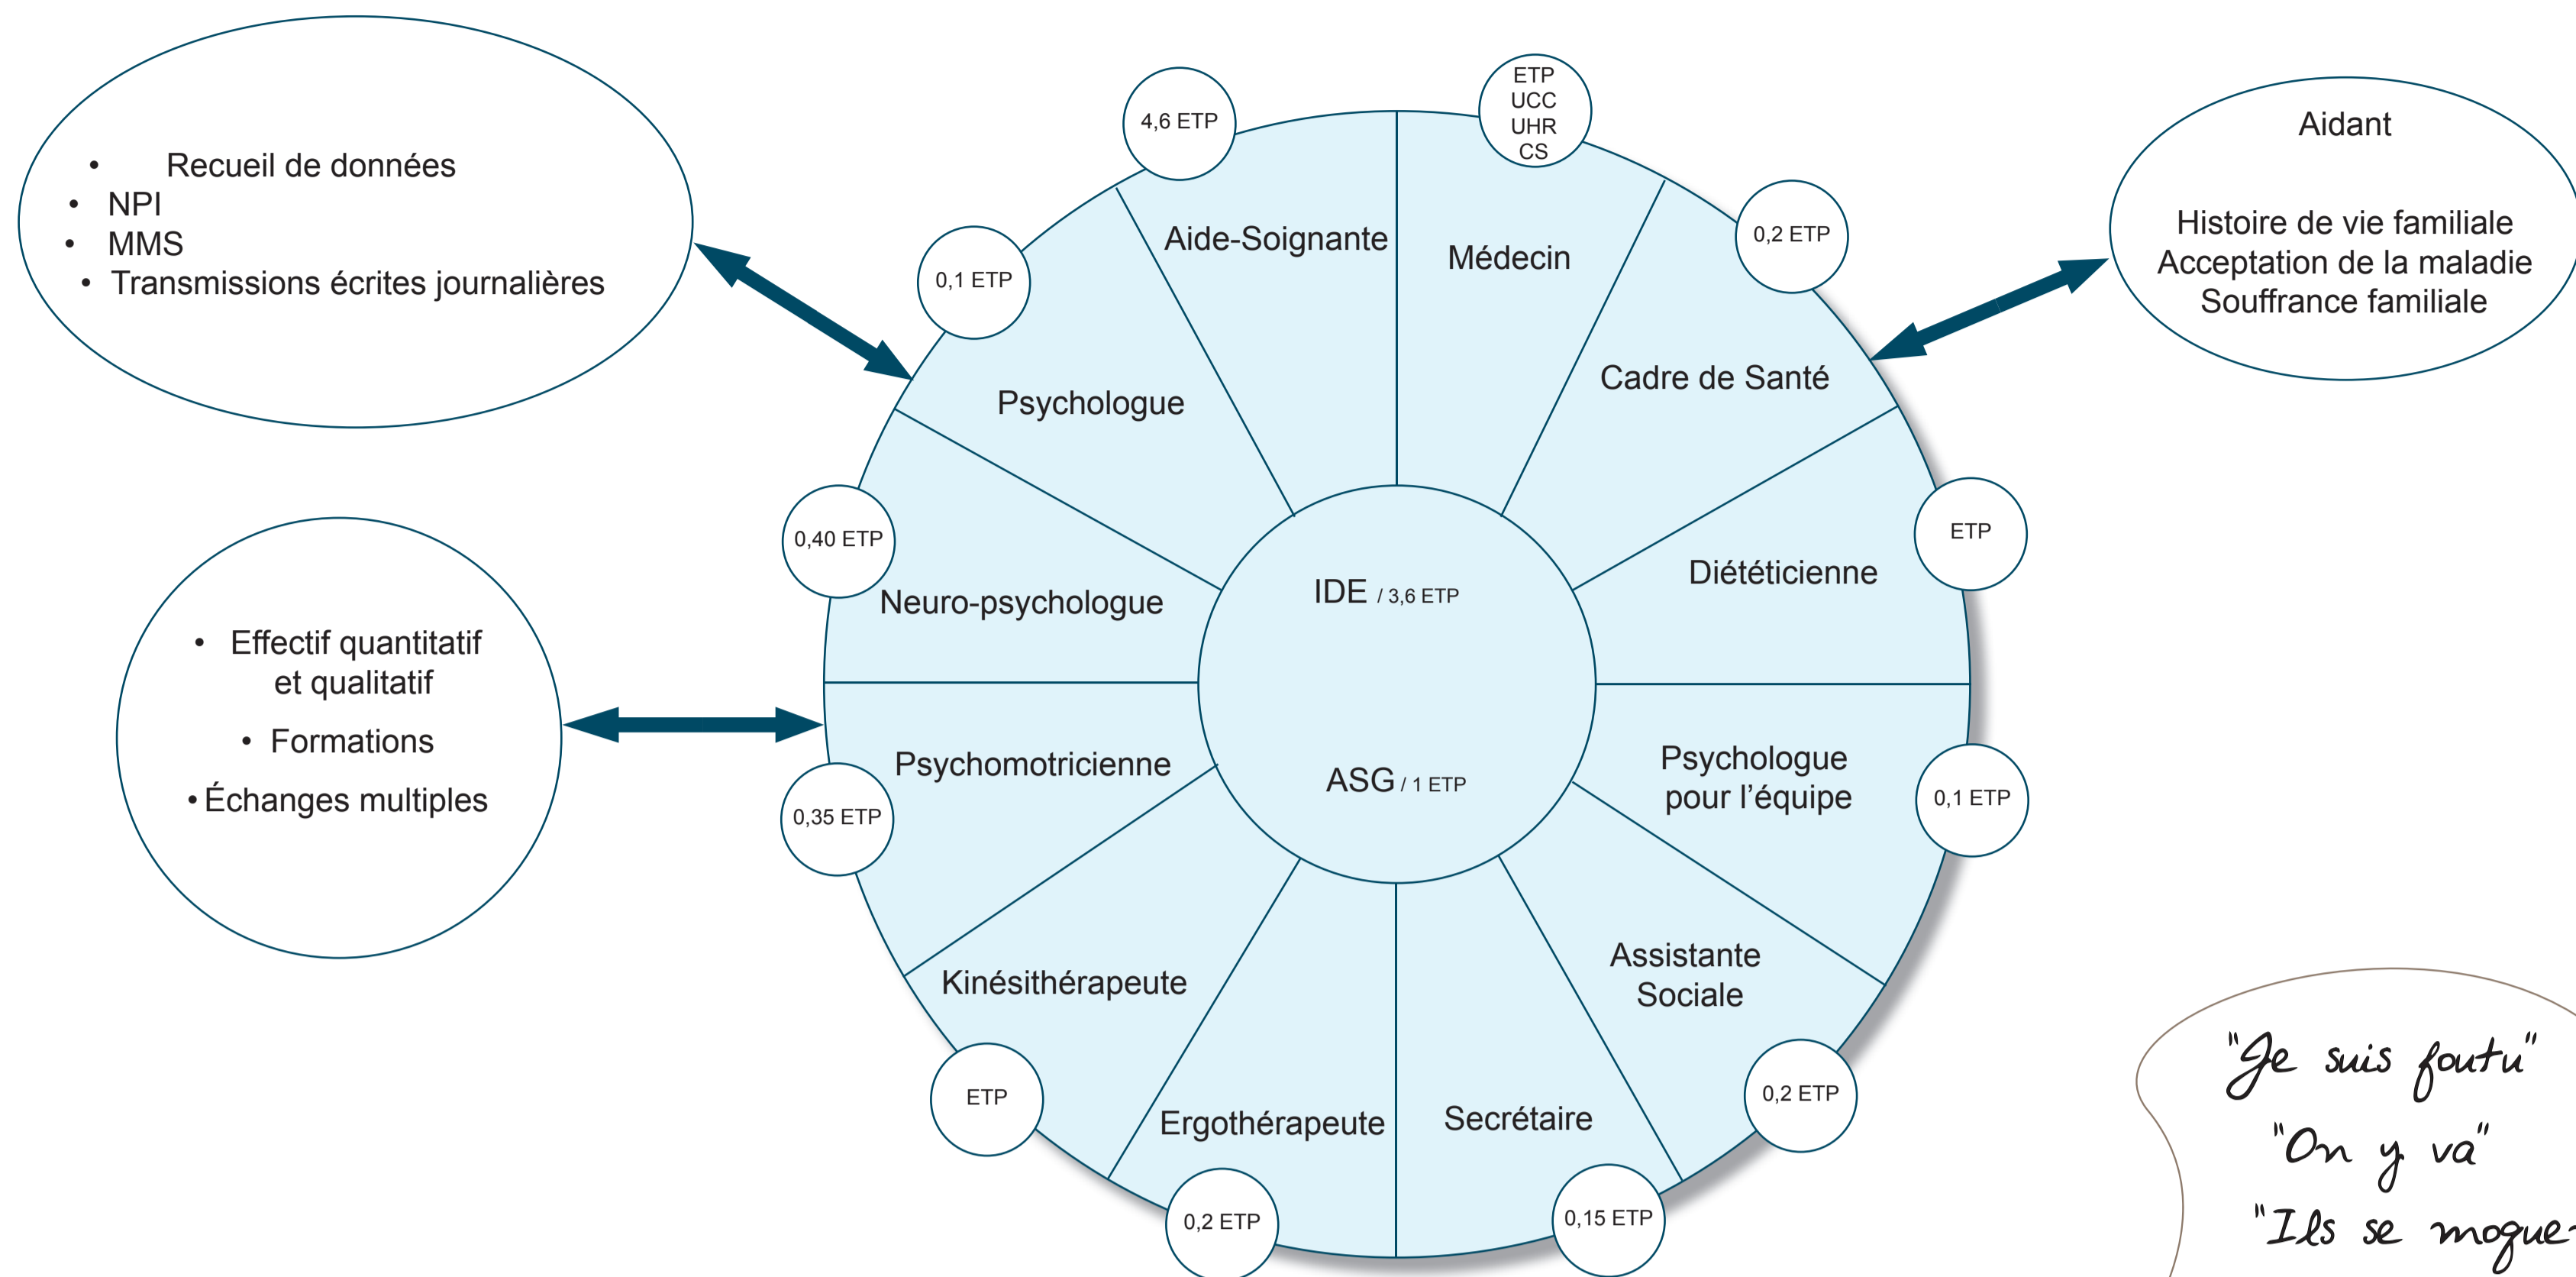 • Recueil de données
• NPI
• MMS
• Transmissions écrites journalières
• Effectif quantitatif
et qualitatif
• Formations
• Échanges multiples
4,6 ETP
Aide-Soignante
ETP
UCC
UHR
CS
Médecin
0,2 ETP
Cadre de Santé
ETP
Diététicienne
0,1 ETP
Psychologue
pour l’équipe
0,2 ETP
Assistante
Sociale
0,15 ETP
Secrétaire
0,2 ETP
Ergothérapeute
ETP
Kinésithérapeute
0,35 ETP
Psychomotricienne
0,40 ETP
Neuro-psychologue
0,1 ETP
Psychologue
IDE / 3,6 ETP
ASG / 1 ETP
Aidant
Histoire de vie familiale
Acceptation de la maladie
Souffrance familiale
"Je suis foutu"
"On y va"
"Ils se